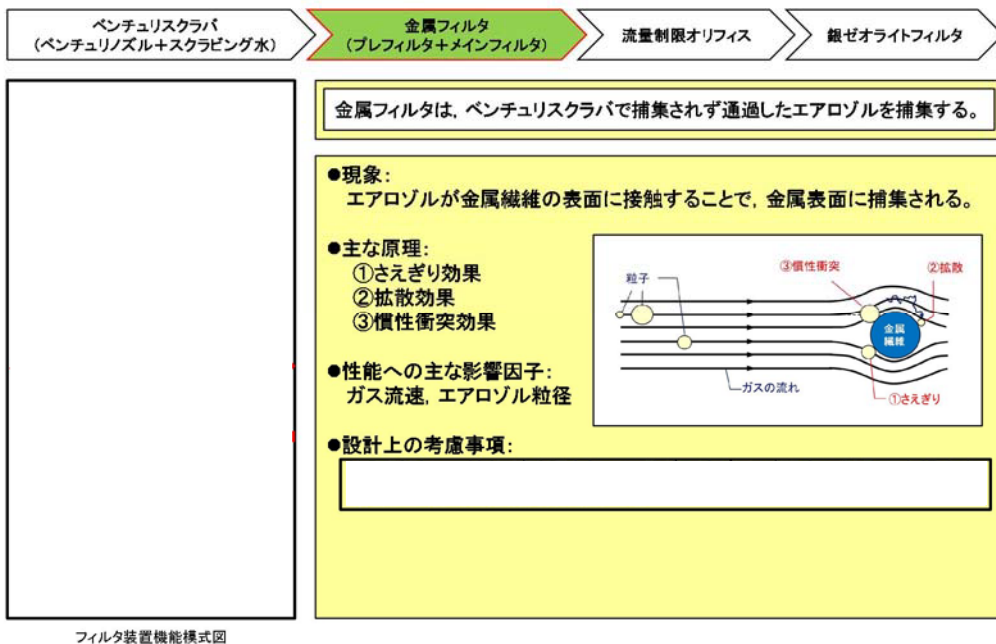 ベンチュリスクラバ
(ベンチュリノズル+スクラビング水)
金属フィルタ
(プレフィルタ+メインフィルタ)
流量制限オリフィス
銀ゼオライトフィルタ
金属フィルタは，ベンチュリスクラバで捕集されず通過したエアロゾルを捕集する。
●現象：
エアロゾルが金属繊維の表面に接触することで，金属表面に捕集される。
●主な原理：
①さえぎり効果
②拡散効果
③慣性衝突効果
粒子
③慣性衝突
②拡散
金属
繊維
ガスの流れ
①さえぎり
●性能への主な影響因子：
ガス流速，エアロゾル粒径
●設計上の考慮事項：
フィルタ装置機能模式図